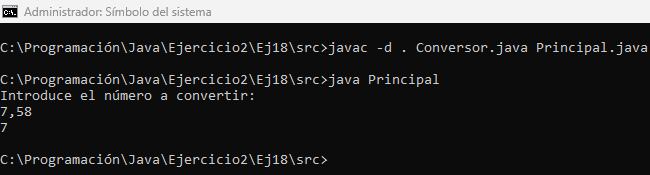 Administrador: Símbolo del sistema
C:\Programación\Java\Ejercicio2\Ej18\src>javac -d . Conversor.java Principal.java
C:\Programación\Java\Ejercicio2\Ej18\src>java Principal
Introduce el número a convertir:
7,58
7
C:\Programación\Java\Ejercicio2\Ej18\src>